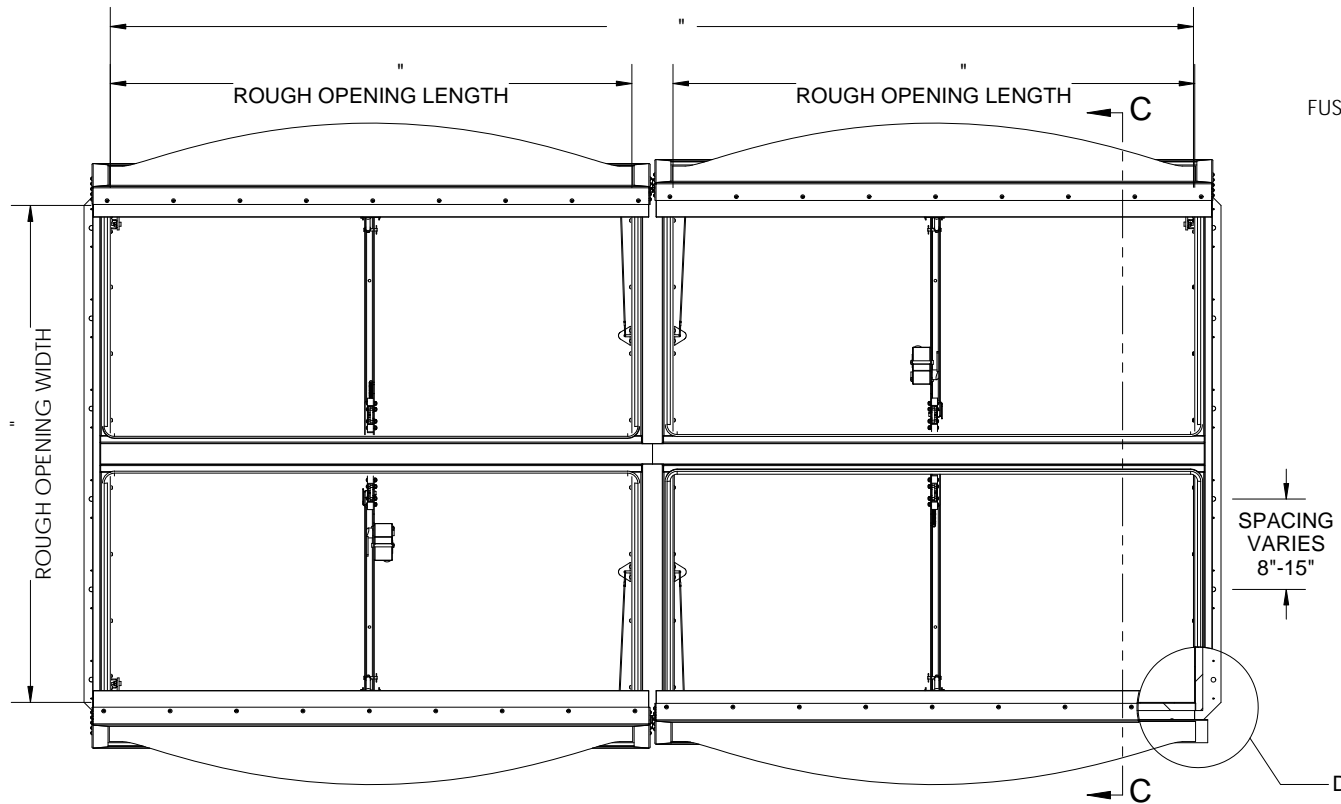 "
"
ROUGH OPENING LENGTH
"
ROUGH OPENING LENGTH
C
FUS
"
ROUGH OPENING WIDTH
SPACING
VARIES
8"-15"
D
C